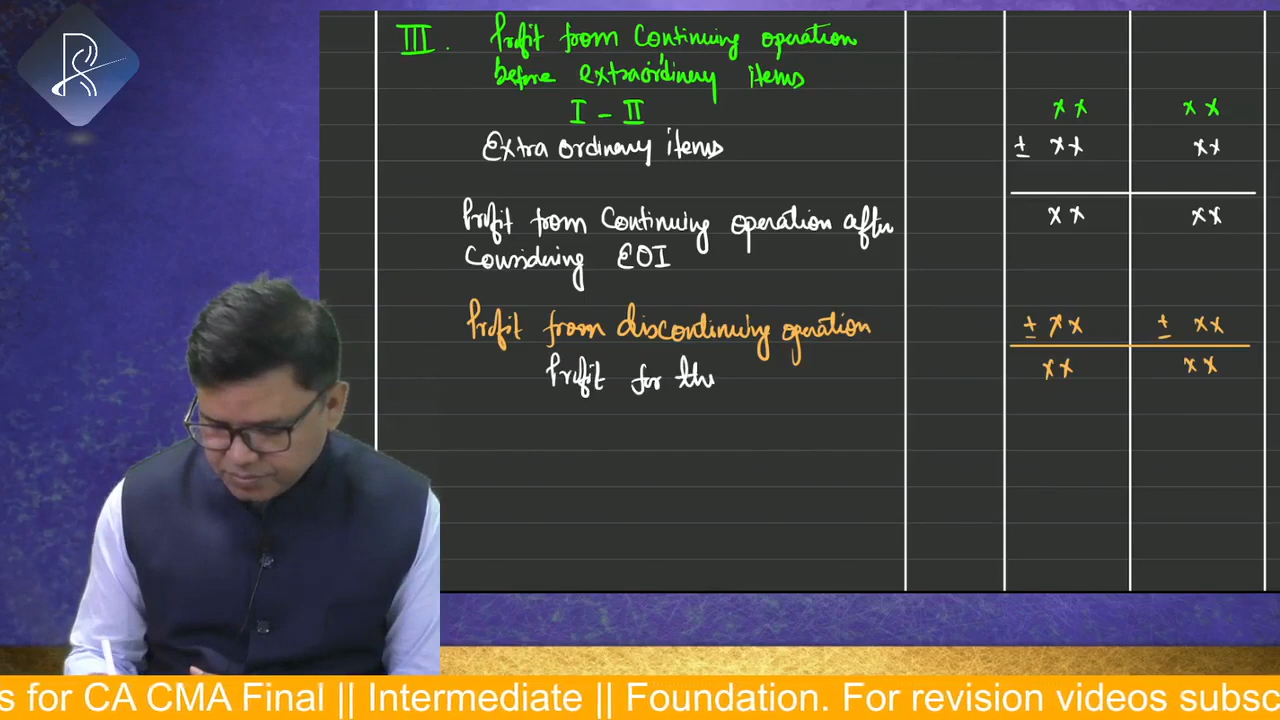 III. Profit from Continuing operation
before extraordinary items
I - II
xx xx
Extra ordinary items ± xx xx
Profit from Continuing operation after xx xx
Considering EOI
Profit from discontinuing operation ± xx ± xx
Profit for the xx xx
s for CA CMA Final || Intermediate || Foundation. For revision videos subsc